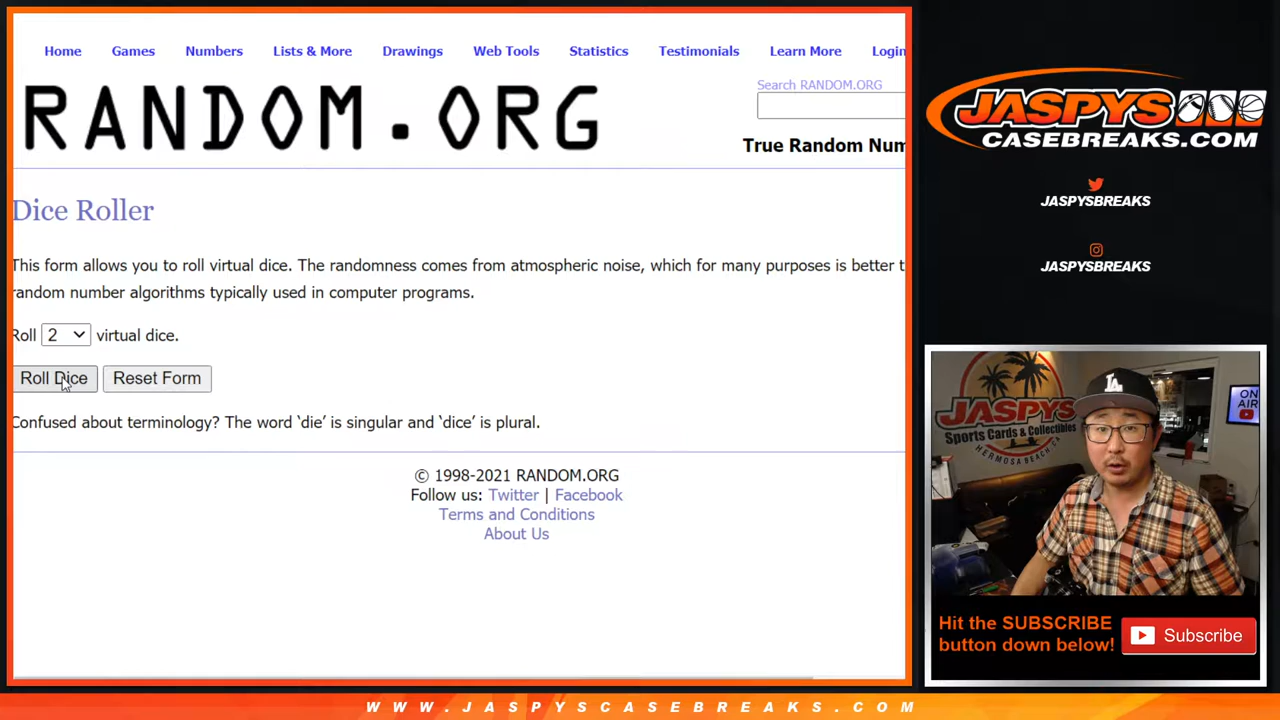 Home Games Numbers Lists & More Drawings Web Tools Statistics Testimonials Learn More Login
RANDOM.ORG
Search RANDOM.ORG
True Random Num
Dice Roller
This form allows you to roll virtual dice. The randomness comes from atmospheric noise, which for many purposes is better t
random number algorithms typically used in computer programs.
Roll 2 virtual dice.
Roll Dice Reset Form
Confused about terminology? The word ‘die’ is singular and ‘dice’ is plural.
© 1998-2021 RANDOM.ORG
Follow us: Twitter | Facebook
Terms and Conditions
About Us
JASPYS
CASEBREAKS.COM
JASPYSBREAKS
JASPYSBREAKS
JASPYS
Sports Cards & Collectibles
HERMOSA BEACH, CA
LA
ON AIR
Hit the SUBSCRIBE
button down below!
Subscribe
WWW.JASPYSCASEBREAKS.COM